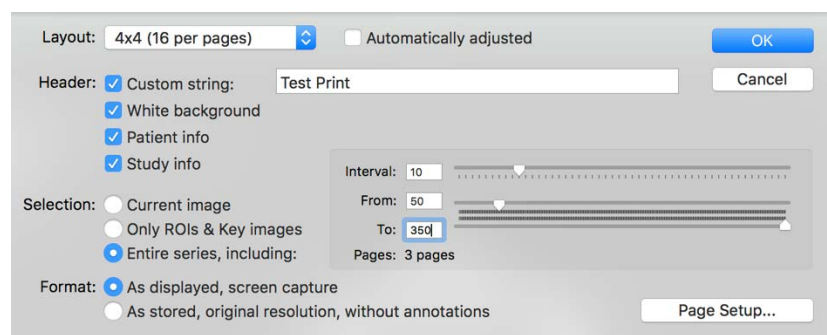 Layout: 4x4 (16 per pages) Automatically adjusted OK
Header: Custom string: Test Print Cancel
White background
Patient info
Study info
Interval: 10
Selection: Current image From: 50
Only ROIs & Key images To: 350
Entire series, including: Pages: 3 pages
Format: As displayed, screen capture
As stored, original resolution, without annotations Page Setup...